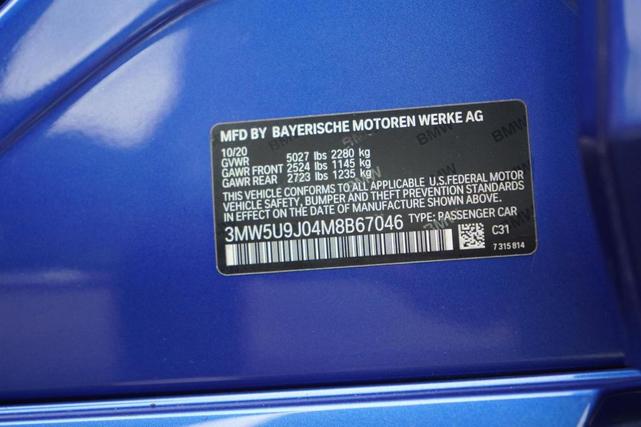 MFD BY BAYERISCHE MOTOREN WERKE AG
10/20
GVWR 5027 lbs 2280 kg
GAWR FRONT 2524 lbs 1145 kg
GAWR REAR 2723 lbs 1235 kg
THIS VEHICLE CONFORMS TO ALL APPLICABLE U.S.FEDERAL MOTOR
VEHICLE SAFETY, BUMPER AND THEFT PREVENTION STANDARDS
IN EFFECT ON THE DATE OF MANUFACTURE SHOWN ABOVE.
3MW5U9J04M8B67046 TYPE: PASSENGER CAR
C31
7 315 814